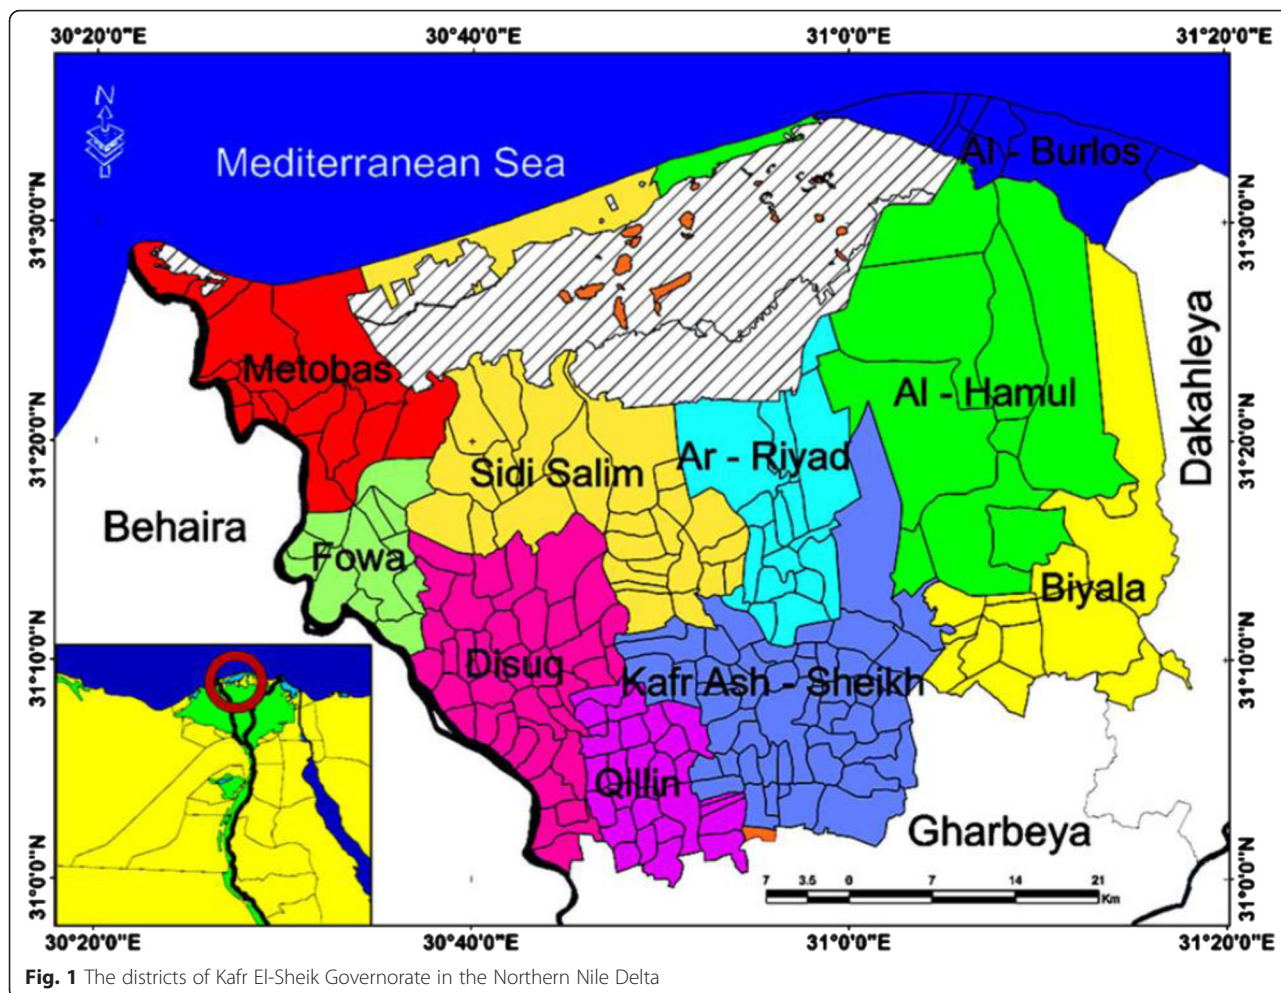 30°20'0"E 30°40'0"E 31°0'0"E 31°20'0"E
N
Mediterranean Sea
Al - Burlos
31°30'0"N
31°30'0"N
Metobas
Al - Hamul
Dakahleya
31°20'0"N
31°20'0"N
Sidi Salim
Ar - Riyad
Behaira
Fowa
Biyala
31°10'0"N
31°10'0"N
Disuq
Kafr Ash - Sheikh
Qillin
Gharbeya
31°0'0"N
31°0'0"N
7 3.5 0 7 14 21
Km
30°20'0"E 30°40'0"E 31°0'0"E 31°20'0"E
Fig. 1 The districts of Kafr El-Sheik Governorate in the Northern Nile Delta